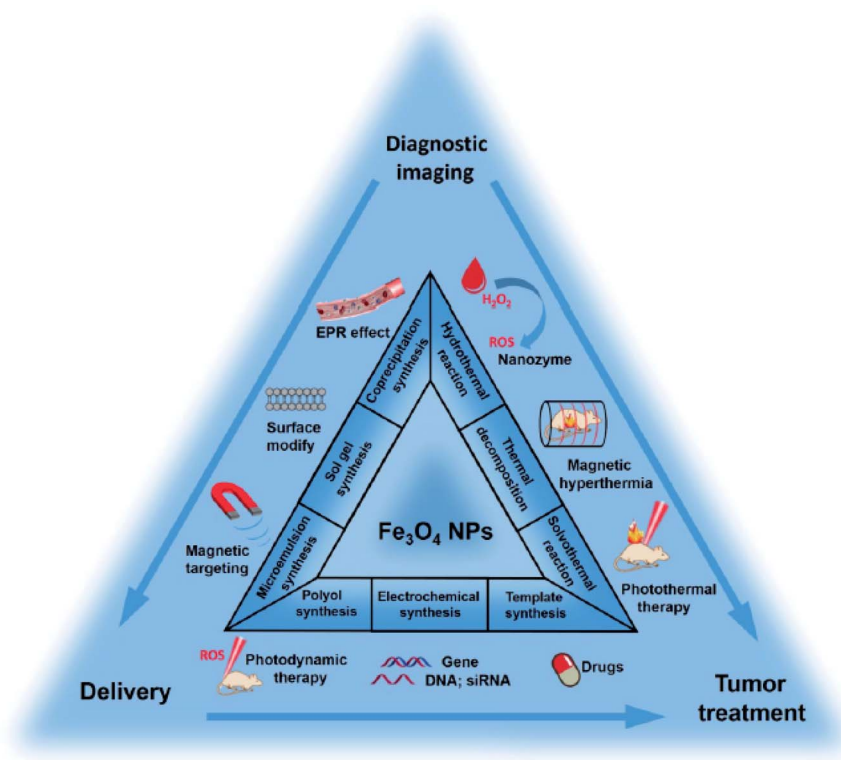 Diagnostic
imaging
EPR effect
H₂O₂
ROS
Nanozyme
Surface
modify
Magnetic
hyperthermia
Magnetic
targeting
Photothermal
therapy
Coprecipitation
synthesis
Sol gel
synthesis
Microemulsion
synthesis
Hydrothermal
reaction
Thermal
decomposition
Solvothermal
reaction
Fe₃O₄ NPs
Polyol
synthesis
Electrochemical
synthesis
Template
synthesis
ROS
Photodynamic
therapy
Gene
DNA; siRNA
Drugs
Delivery
Tumor
treatment